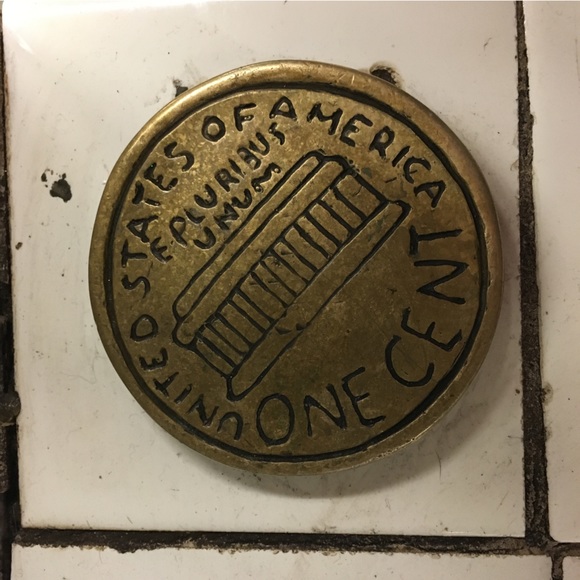 UNITED STATES OF AMERICA
E PLURIBUS
UNUM
ONE CENT